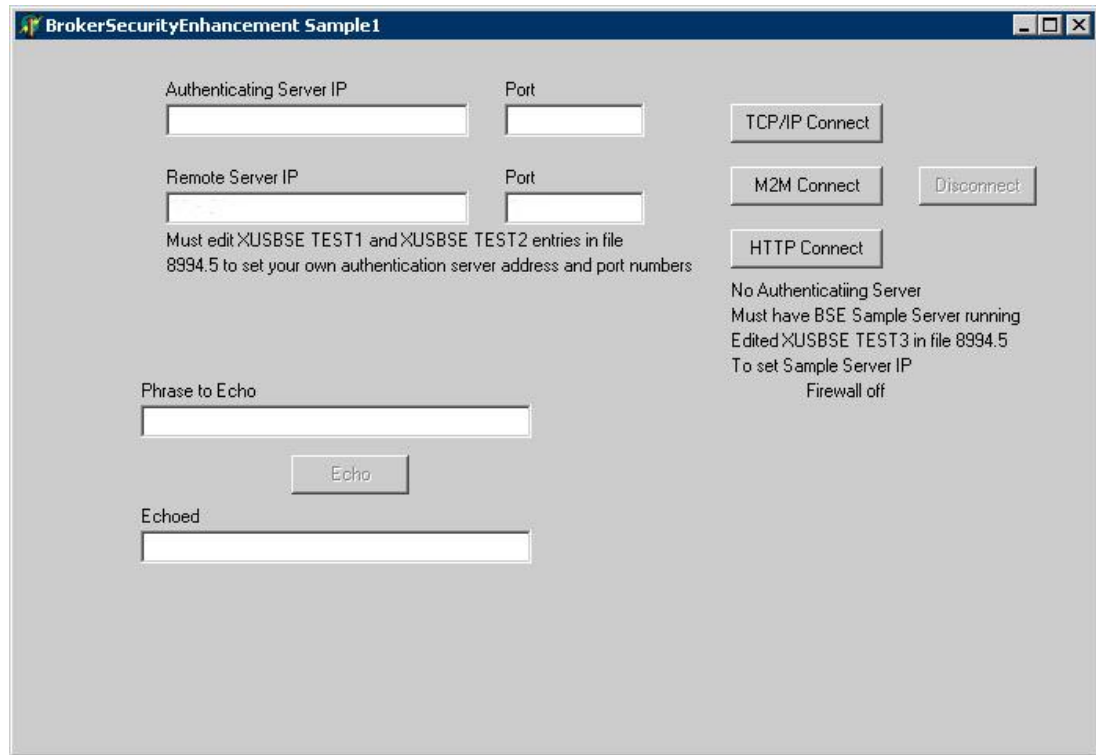 BrokerSecurityEnhancement Sample1
Authenticating Server IP
Port
TCP/IP Connect
Remote Server IP
Port
M2M Connect
Disconnect
Must edit XUSBSE TEST1 and XUSBSE TEST2 entries in file
8994.5 to set your own authentication server address and port numbers
HTTP Connect
No Authenticatiing Server
Must have BSE Sample Server running
Edited XUSBSE TEST3 in file 8994.5
To set Sample Server IP
Firewall off
Phrase to Echo
Echo
Echoed